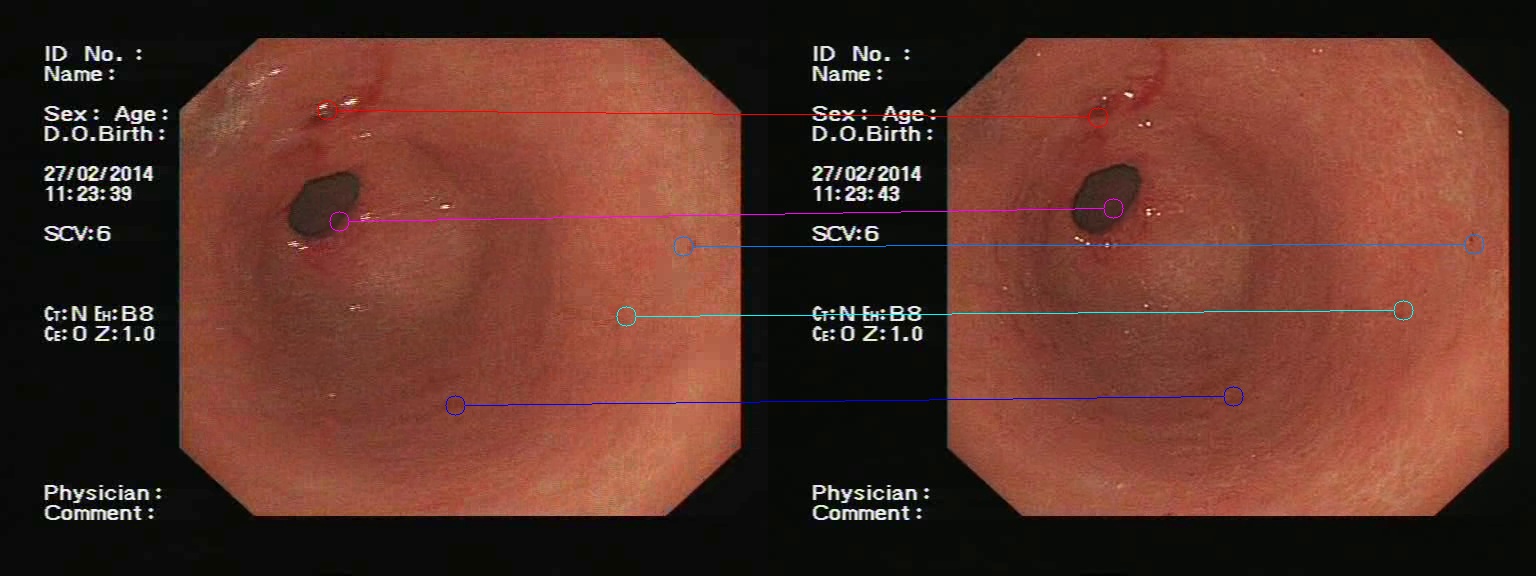 ID No. :
Name :
Sex: Age:
D.O.Birth:
27/02/2014
11:23:39
SCV:6
CT:N EH:B8
CE:0 Z:1.0
Physician:
Comment:
ID No. :
Name :
Sex: Age:
D.O.Birth:
27/02/2014
11:23:43
SCV:6
CT:N EH:B8
CE:0 Z:1.0
Physician:
Comment: